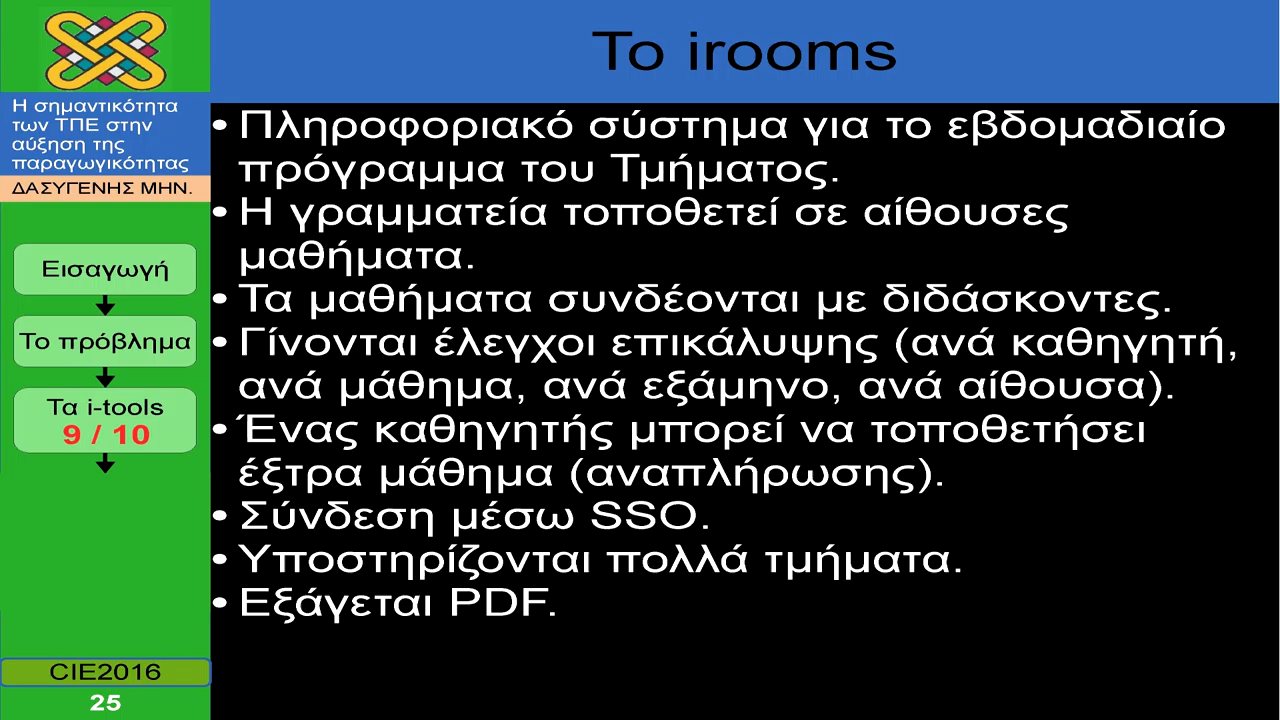 Το irooms
Η σημαντικότητα
των ΤΠΕ στην
αύξηση της
παραγωγικότητας
ΔΑΣΥΓΕΝΗΣ ΜΗΝ.
Εισαγωγή
Το πρόβλημα
Τα i-tools
9 / 10
CIE2016
25
• Πληροφοριακό σύστημα για το εβδομαδιαίο
πρόγραμμα του Τμήματος.
• Η γραμματεία τοποθετεί σε αίθουσες
μαθήματα.
• Τα μαθήματα συνδέονται με διδάσκοντες.
• Γίνονται έλεγχοι επικάλυψης (ανά καθηγητή,
ανά μάθημα, ανά εξάμηνο, ανά αίθουσα).
• Ένας καθηγητής μπορεί να τοποθετήσει
έξτρα μάθημα (αναπλήρωσης).
• Σύνδεση μέσω SSO.
• Υποστηρίζονται πολλά τμήματα.
• Εξάγεται PDF.